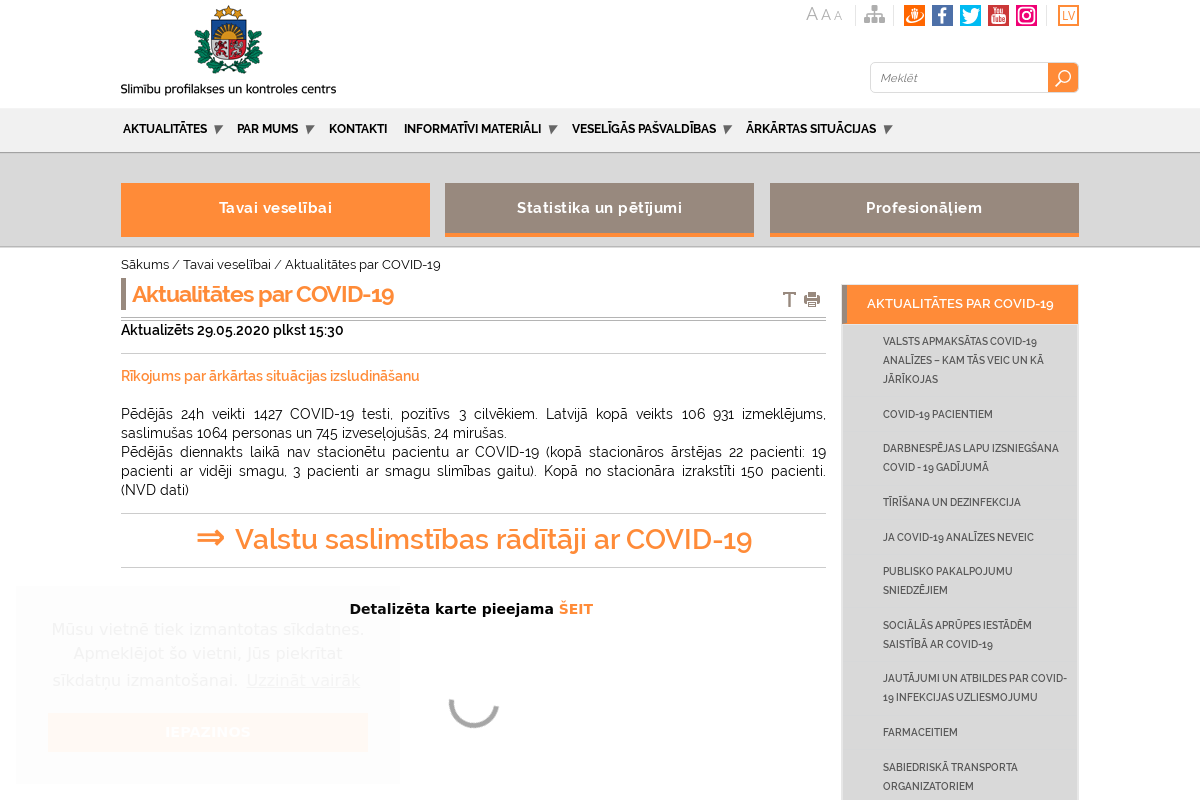 A A A
You Tube
LV
Slimību profilakses un kontroles centrs
Meklēt
AKTUALITĀTES PAR MUMS KONTAKTI INFORMATĪVI MATERIĀLI VESELĪGĀS PAŠVALDĪBAS ĀRKĀRTAS SITUĀCIJAS
Tavai veselībai
Statistika un pētījumi
Profesionāļiem
Sākums / Tavai veselībai / Aktualitātes par COVID-19
Aktualitātes par COVID-19
Aktualizēts 29.05.2020 plkst 15:30
Rīkojums par ārkārtas situācijas izsludināšanu
Pēdējās 24h veikti 1427 COVID-19 testi, pozitīvs 3 cilvēkiem. Latvijā kopā veikts 106 931 izmeklējums,
saslimušas 1064 personas un 745 izveseļojušās, 24 mirušas.
Pēdējās diennakts laikā nav stacionētu pacientu ar COVID-19 (kopā stacionāros ārstējas 22 pacienti: 19
pacienti ar vidēji smagu, 3 pacienti ar smagu slimības gaitu). Kopā no stacionāra izrakstīti 150 pacienti.
(NVD dati)
⇒ Valstu saslimstības rādītāji ar COVID-19
Detalizēta karte pieejama ŠEIT
Mūsu vietnē tiek izmantotas sīkdatnes.
Apmeklējot šo vietni, Jūs piekrītat
sīkdatņu izmantošanai. Uzzināt vairāk
IEPAZINOS
AKTUALITĀTES PAR COVID-19
VALSTS APMAKSĀTAS COVID-19
ANALĪZES – KAM TĀS VEIC UN KĀ
JĀRĪKOJAS
COVID-19 PACIENTIEM
DARBNESPĒJAS LAPU IZSNIEGŠANA
COVID - 19 GADĪJUMĀ
TĪRĪŠANA UN DEZINFEKCIJA
JA COVID-19 ANALĪZES NEVEIC
PUBLISKO PAKALPOJUMU
SNIEDZĒJIEM
SOCIĀLĀS APRŪPES IESTĀDĒM
SAISTĪBĀ AR COVID-19
JAUTĀJUMI UN ATBILDES PAR COVID-
19 INFEKCIJAS UZLIESMOJUMU
FARMACEITIEM
SABIEDRISKĀ TRANSPORTA
ORGANIZATORIEM